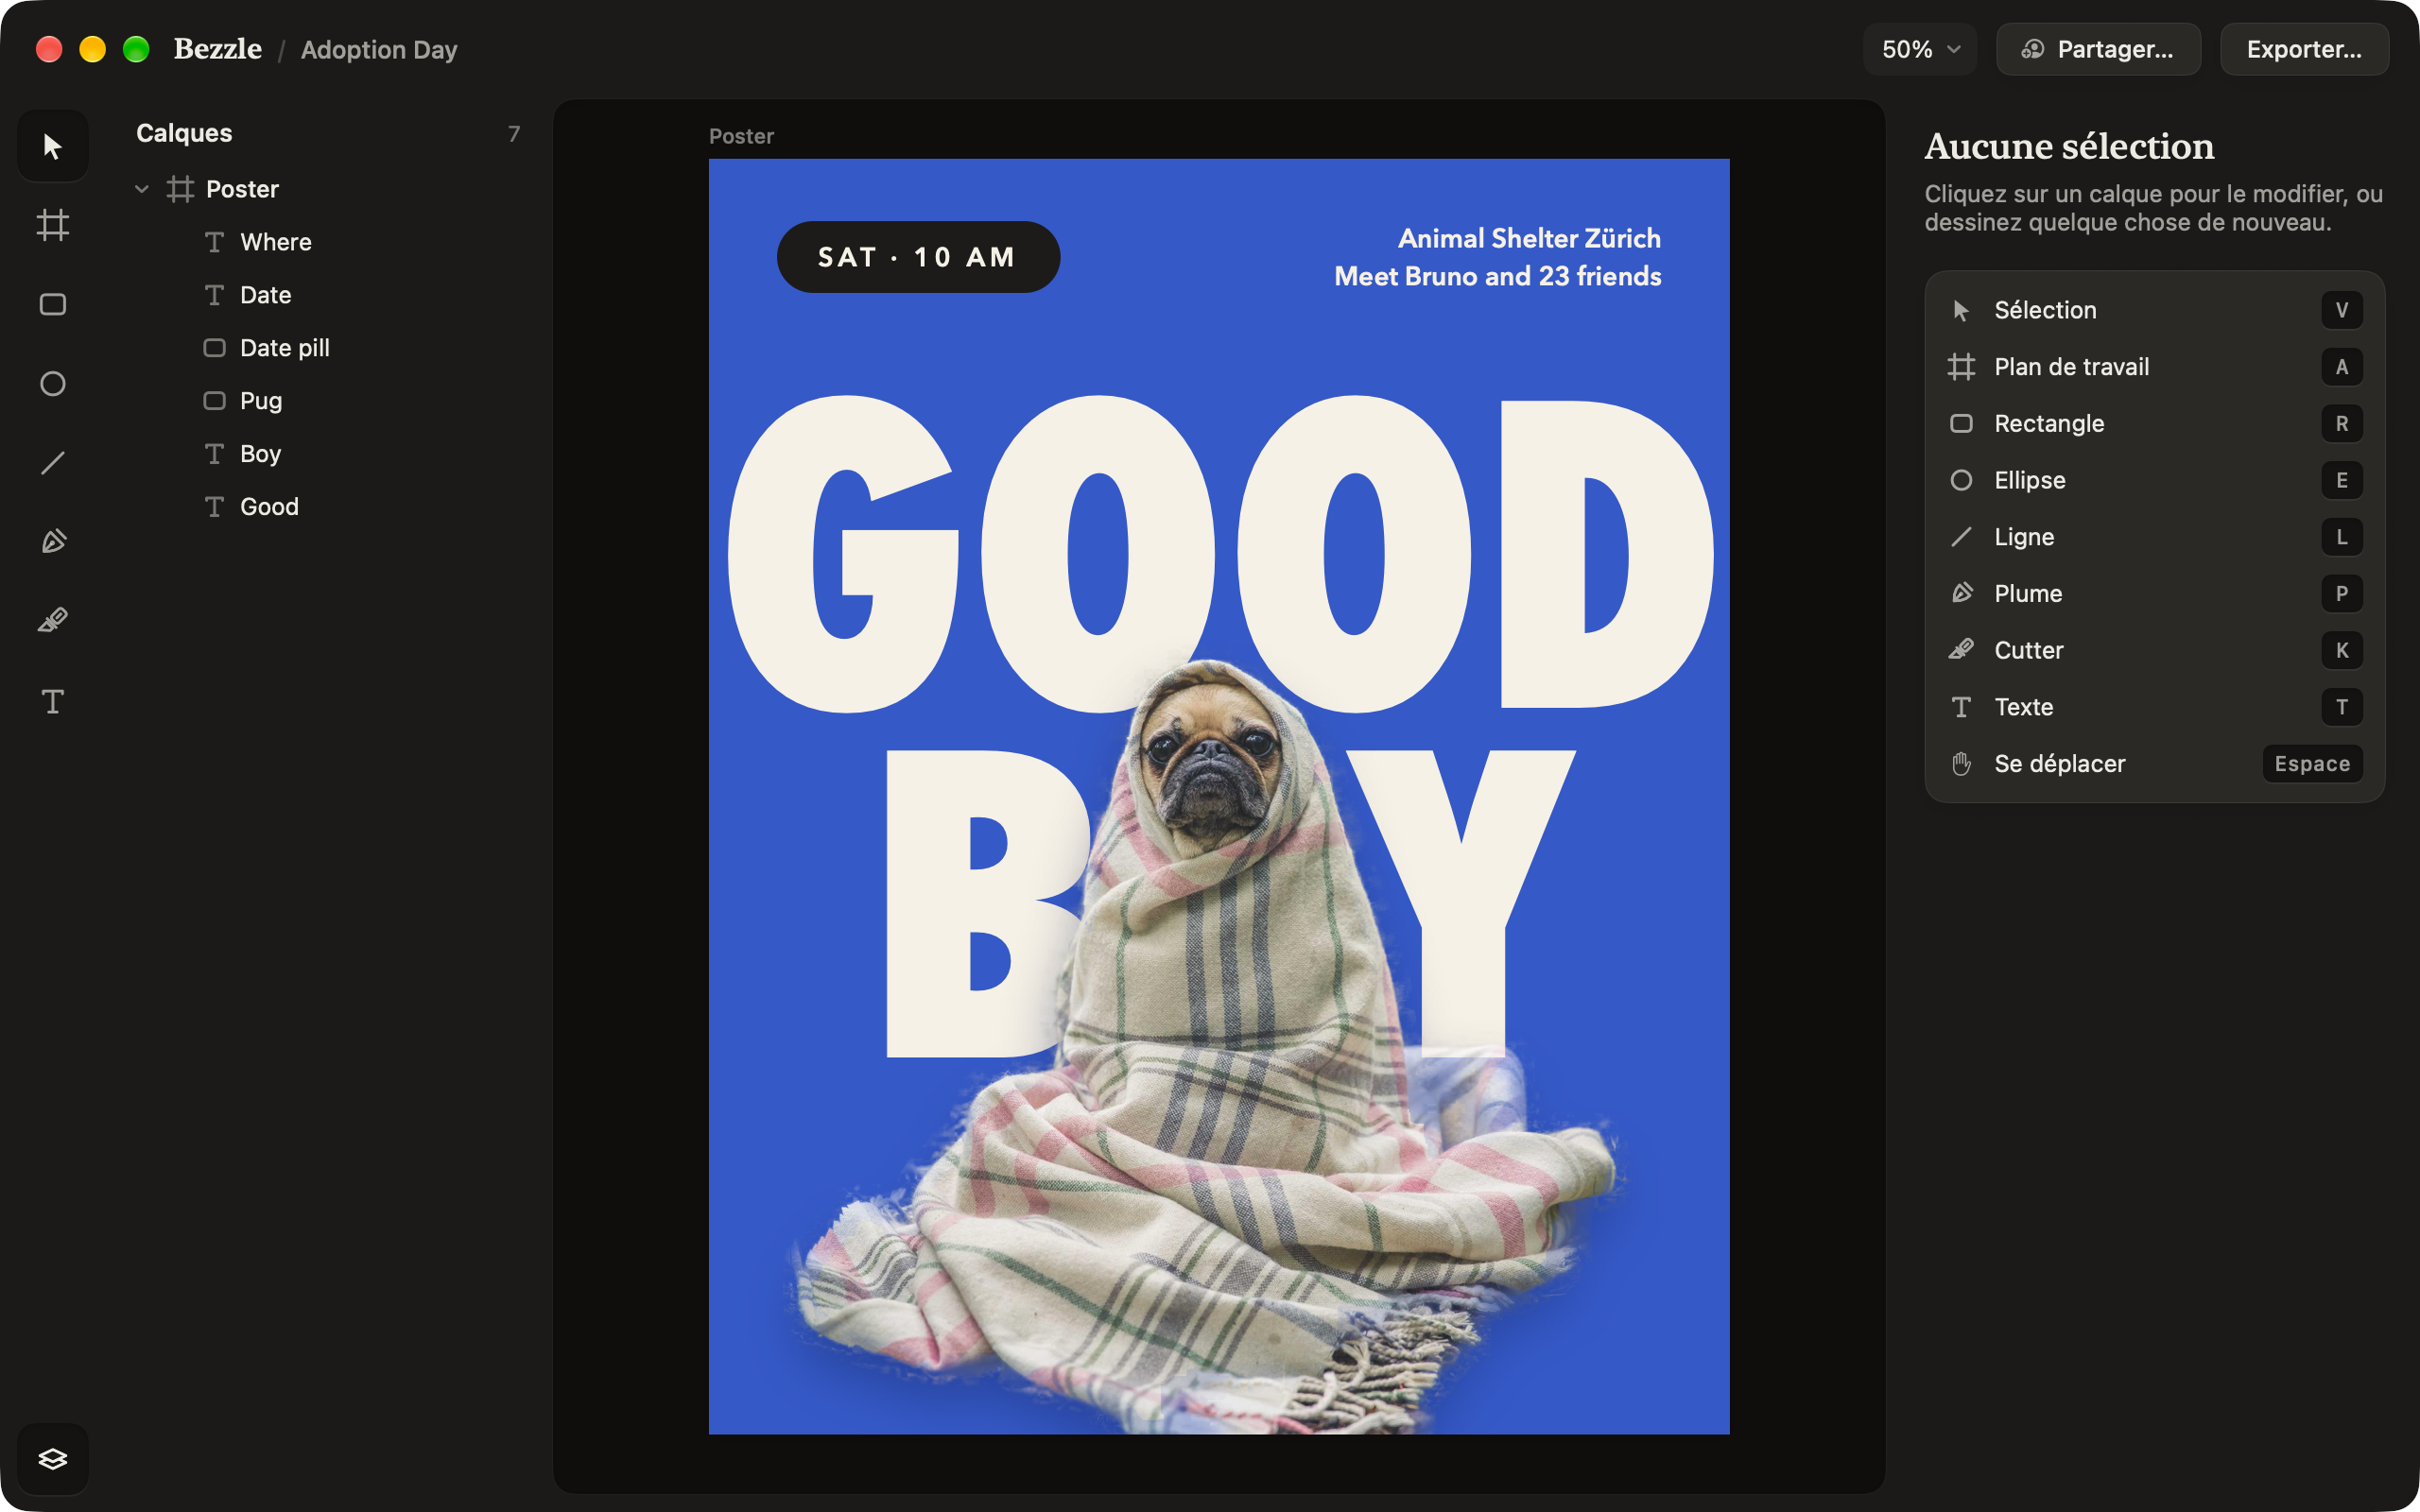 Bezzle / Adoption Day
50%
Partager...
Exporter...
Calques
7
Poster
Where
Date
Date pill
Pug
Boy
Good
Poster
SAT · 10 AM
Animal Shelter Zürich
Meet Bruno and 23 friends
GOOD
B Y
Aucune sélection
Cliquez sur un calque pour le modifier, ou
dessinez quelque chose de nouveau.
Sélection V
Plan de travail A
Rectangle R
Ellipse E
Ligne L
Plume P
Cutter K
Texte T
Se déplacer Espace